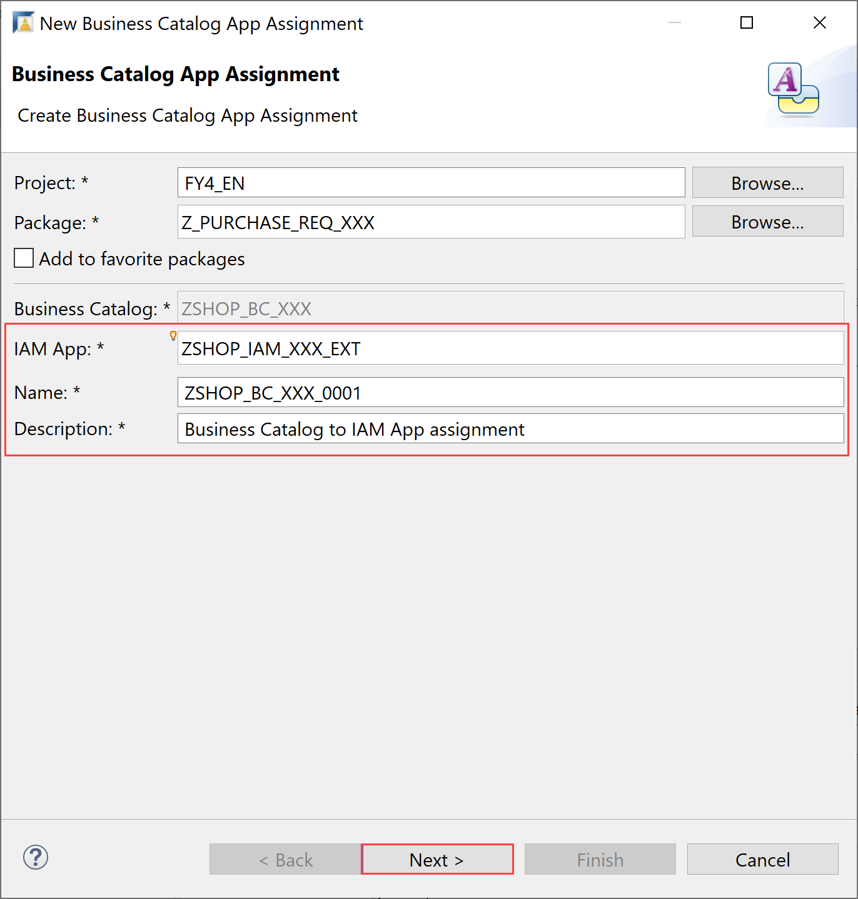 New Business Catalog App Assignment
Business Catalog App Assignment
Create Business Catalog App Assignment
A
Project: * FY4_EN Browse...
Package: * Z_PURCHASE_REQ_XXX Browse...
Add to favorite packages
Business Catalog: * ZSHOP_BC_XXX
IAM App: * ZSHOP_IAM_XXX_EXT
Name: * ZSHOP_BC_XXX_0001
Description: * Business Catalog to IAM App assignment
? < Back Next > Finish Cancel